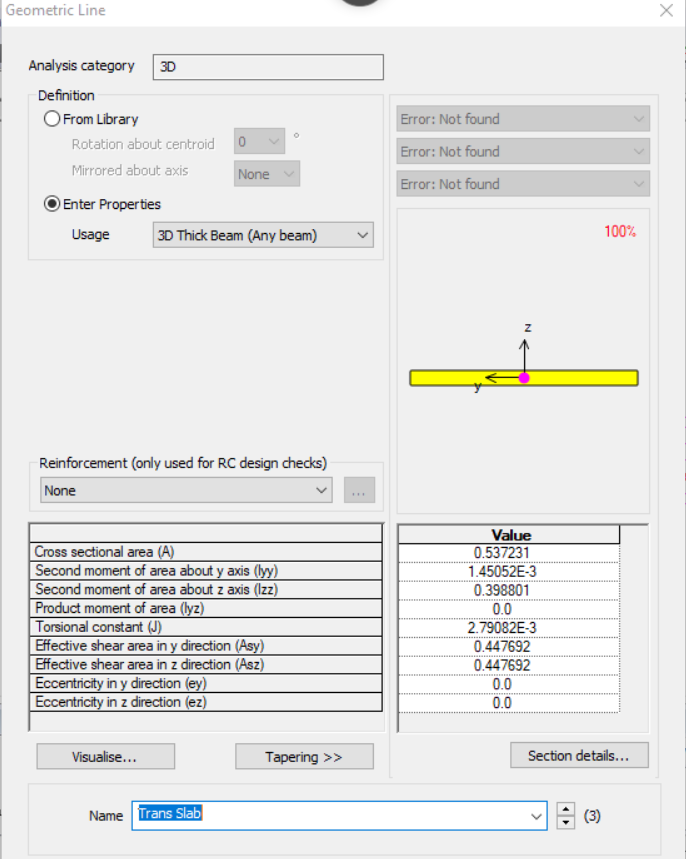 Geometric Line
Analysis category 3D
Definition
From Library
Rotation about centroid 0 °
Mirrored about axis None
Enter Properties
Usage 3D Thick Beam (Any beam)
Error: Not found
Error: Not found
Error: Not found
100%
z
y
Reinforcement (only used for RC design checks)
None ...
Value
Cross sectional area (A) 0.537231
Second moment of area about y axis (Iyy) 1.45052E-3
Second moment of area about z axis (Izz) 0.398801
Product moment of area (Iyz) 0.0
Torsional constant (J) 2.79082E-3
Effective shear area in y direction (Asy) 0.447692
Effective shear area in z direction (Asz) 0.447692
Eccentricity in y direction (ey) 0.0
Eccentricity in z direction (ez) 0.0
Visualise... Tapering >> Section details...
Name Trans Slab (3)